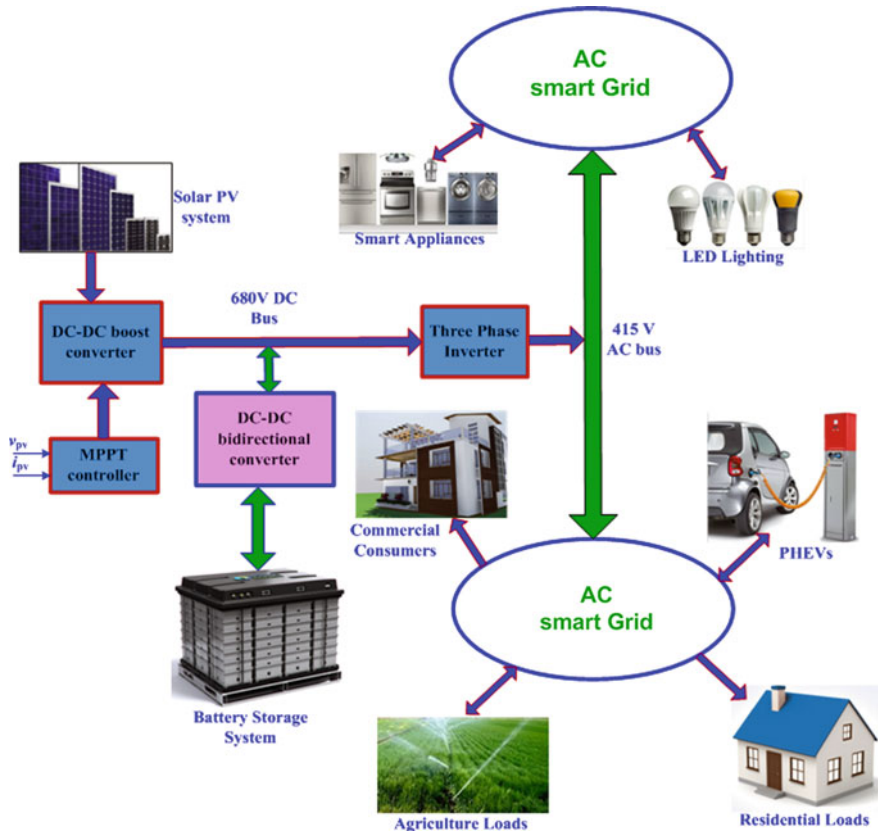 AC
smart Grid
Solar PV
system
Smart Appliances
LED Lighting
680V DC
Bus
DC-DC boost
converter
Three Phase
Inverter
415 V
AC bus
DC-DC
bidirectional
converter
vpv
ipv
MPPT
controller
Commercial
Consumers
PHEVs
AC
smart Grid
Battery Storage
System
Agriculture Loads
Residential Loads